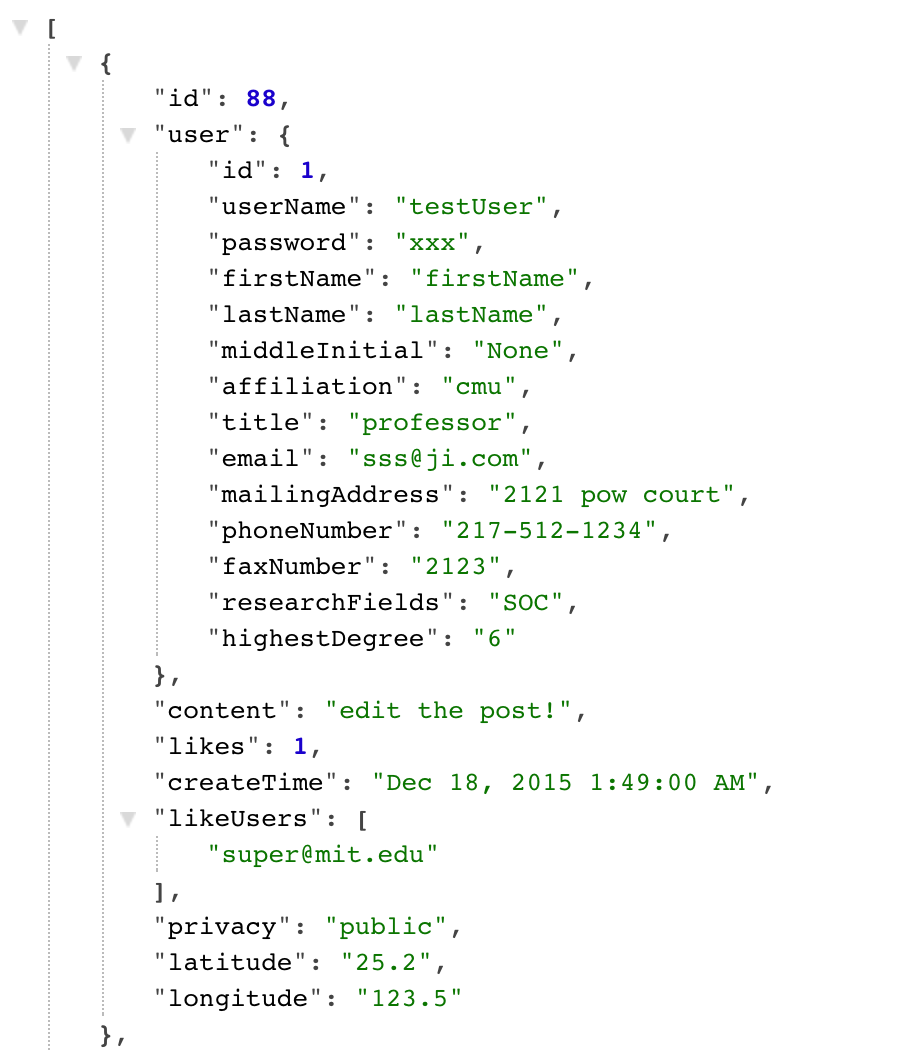 [
{
"id": 88,
"user": {
"id": 1,
"userName": "testUser",
"password": "xxx",
"firstName": "firstName",
"lastName": "lastName",
"middleInitial": "None",
"affiliation": "cmu",
"title": "professor",
"email": "sss@ji.com",
"mailingAddress": "2121 pow court",
"phoneNumber": "217-512-1234",
"faxNumber": "2123",
"researchFields": "SOC",
"highestDegree": "6"
},
"content": "edit the post!",
"likes": 1,
"createTime": "Dec 18, 2015 1:49:00 AM",
"likeUsers": [
"super@mit.edu"
],
"privacy": "public",
"latitude": "25.2",
"longitude": "123.5"
},